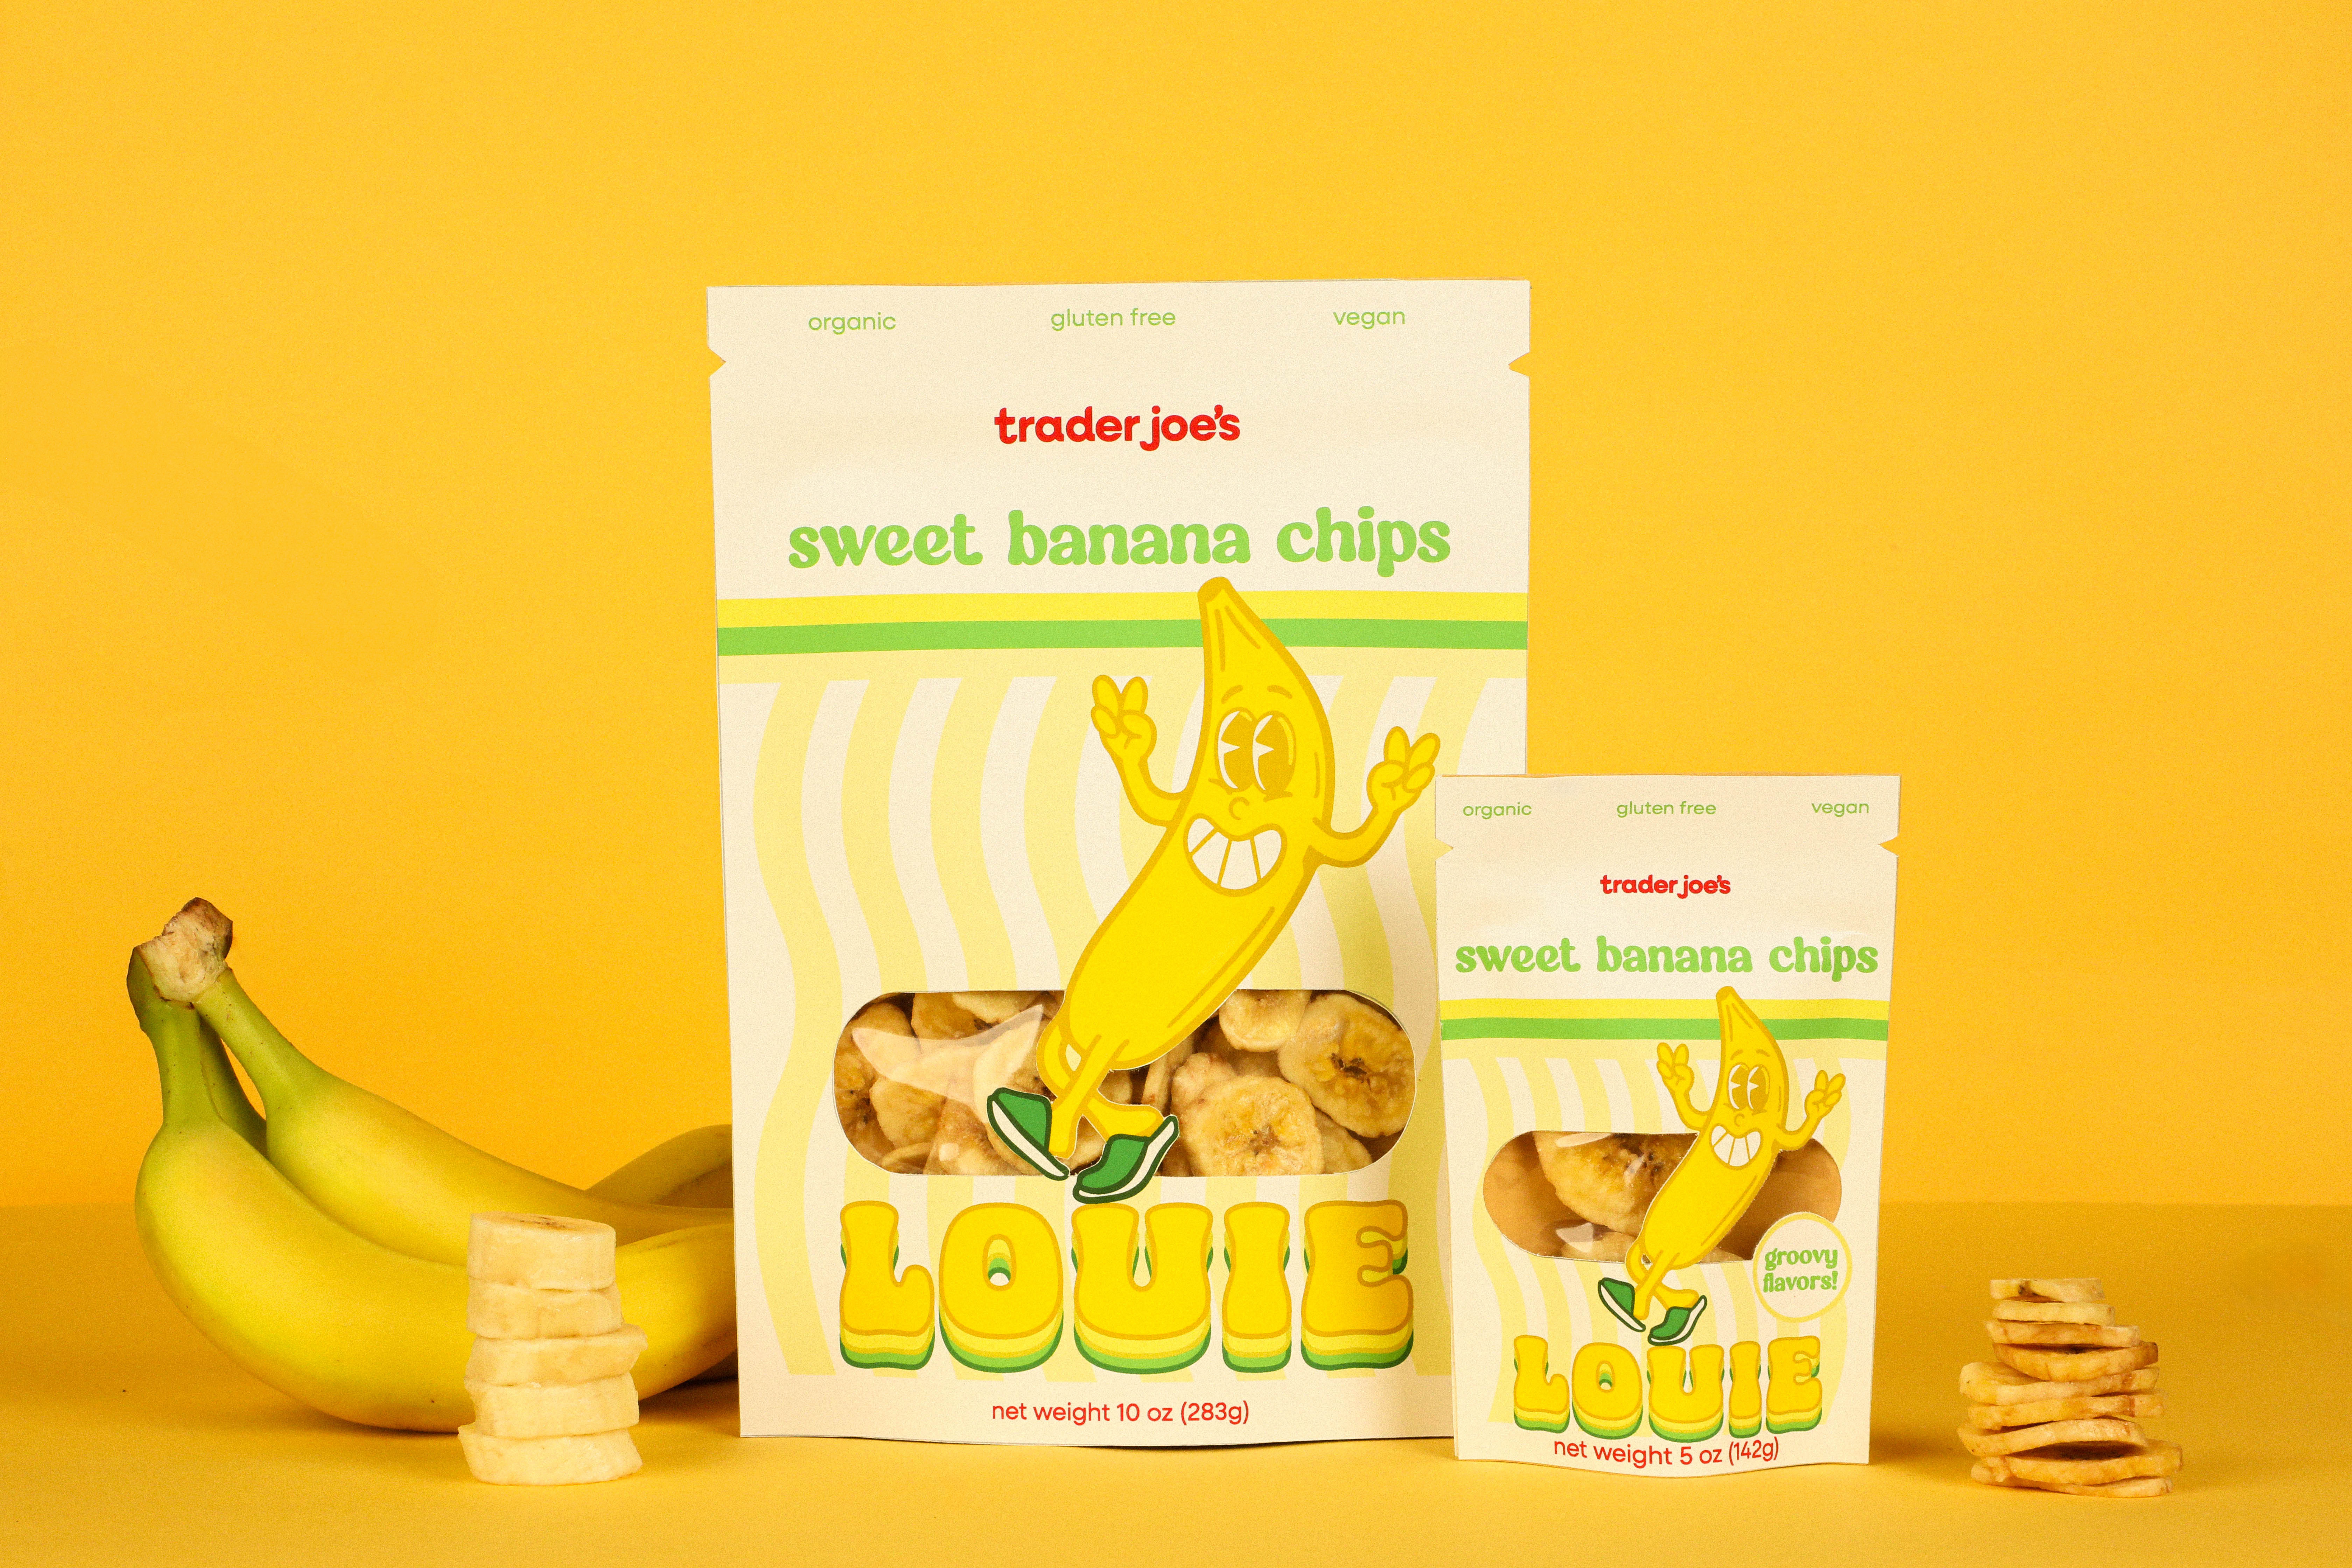 organic gluten free vegan
trader joe's
sweet banana chips
LOUIE
net weight 10 oz (283g)
organic gluten free vegan
trader joe's
sweet banana chips
groovy
flavors!
LOUIE
net weight 5 oz (142g)